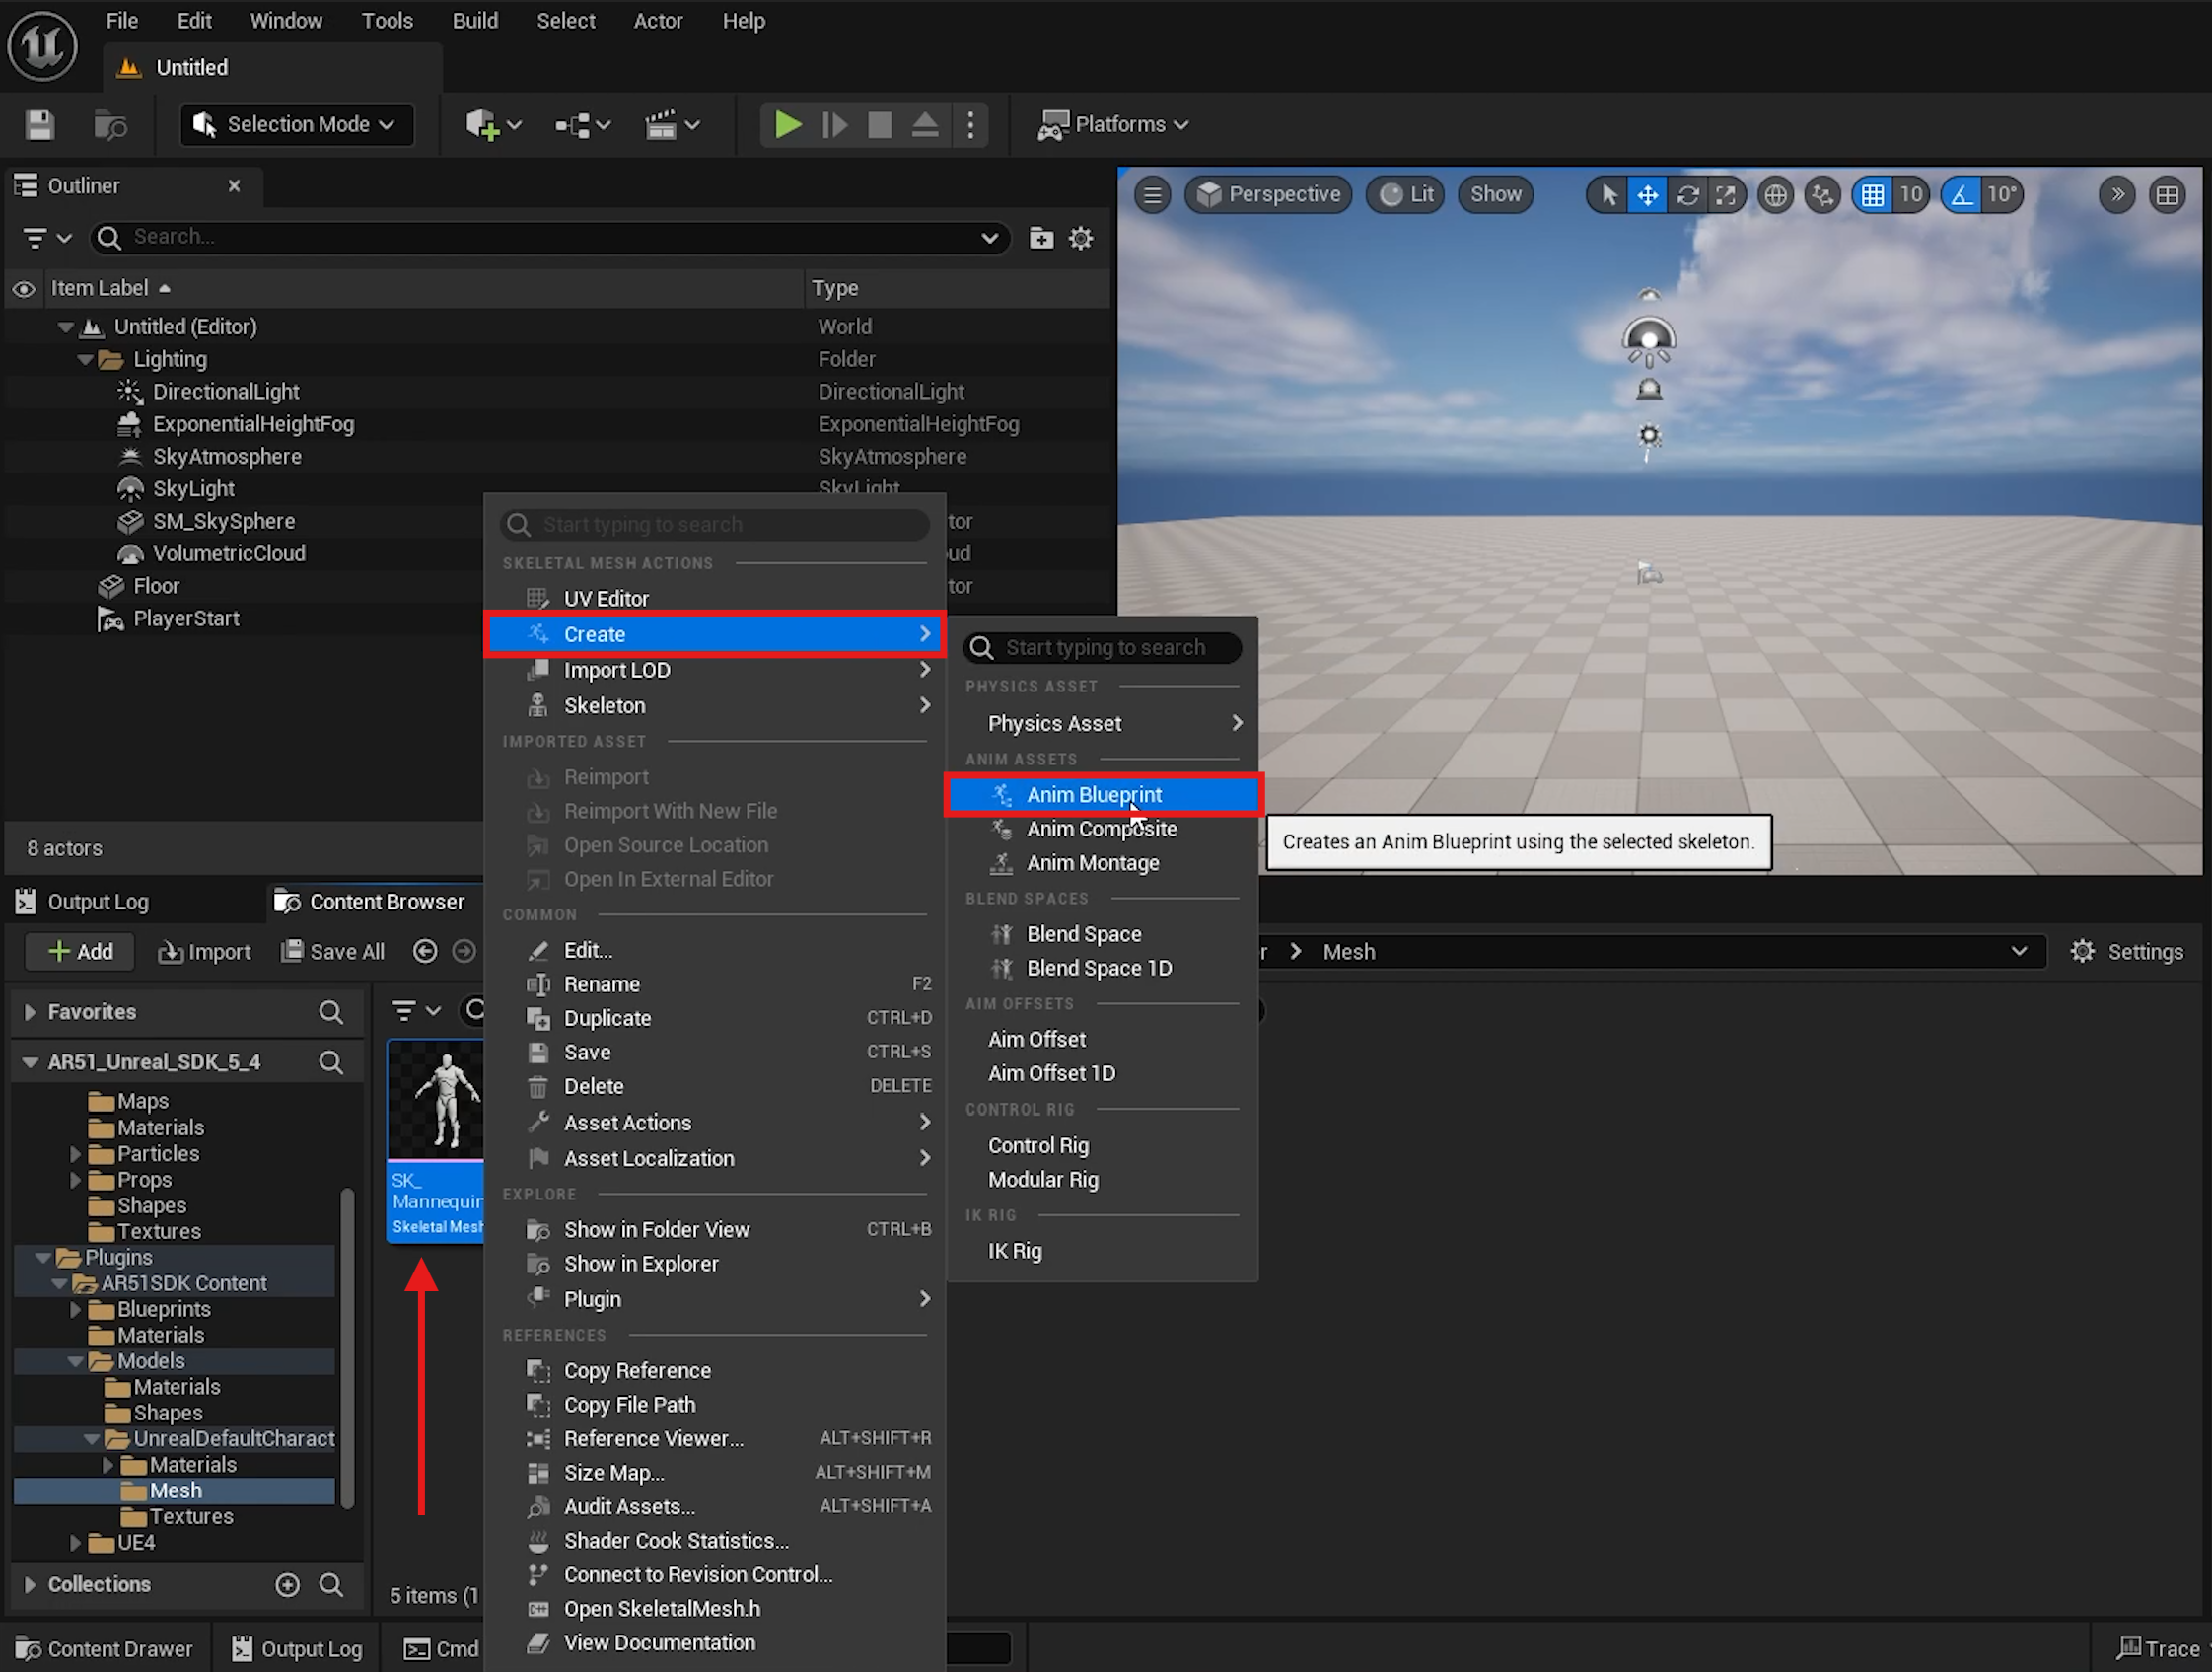 File Edit Window Tools Build Select Actor Help
Untitled
Selection Mode
Platforms
Outliner
Search...
Item Label
Type
Untitled (Editor)
World
Lighting
Folder
DirectionalLight
DirectionalLight
ExponentialHeightFog
ExponentialHeightFog
SkyAtmosphere
SkyAtmosphere
SkyLight
SkyLight
SM_SkySphere
tor
VolumetricCloud
ud
Floor
tor
PlayerStart
8 actors
Perspective
Lit
Show
10
10°
Start typing to search
SKELETAL MESH ACTIONS
UV Editor
Create
Import LOD
Skeleton
IMPORTED ASSET
Reimport
Reimport With New File
Open Source Location
Open In External Editor
COMMON
Edit...
Rename F2
Duplicate CTRL+D
Save CTRL+S
Delete DELETE
Asset Actions
Asset Localization
EXPLORE
Show in Folder View CTRL+B
Show in Explorer
Plugin
REFERENCES
Copy Reference
Copy File Path
Reference Viewer... ALT+SHIFT+R
Size Map... ALT+SHIFT+M
Audit Assets... ALT+SHIFT+A
Shader Cook Statistics...
Connect to Revision Control...
Open SkeletalMesh.h
View Documentation
Start typing to search
PHYSICS ASSET
Physics Asset
ANIM ASSETS
Anim Blueprint
Anim Composite
Anim Montage
BLEND SPACES
Blend Space
Blend Space 1D
AIM OFFSETS
Aim Offset
Aim Offset 1D
CONTROL RIG
Control Rig
Modular Rig
IK RIG
IK Rig
Creates an Anim Blueprint using the selected skeleton.
Output Log
Content Browser
Add
Import
Save All
r
Mesh
Settings
Favorites
AR51_Unreal_SDK_5_4
Maps
Materials
Particles
Props
Shapes
Textures
Plugins
AR51SDK Content
Blueprints
Materials
Models
Materials
Shapes
UnrealDefaultCharact
Materials
Mesh
Textures
UE4
Collections
SK_
Mannequin
Skeletal Mesh
5 items (1
Content Drawer
Output Log
Cmd
Trace